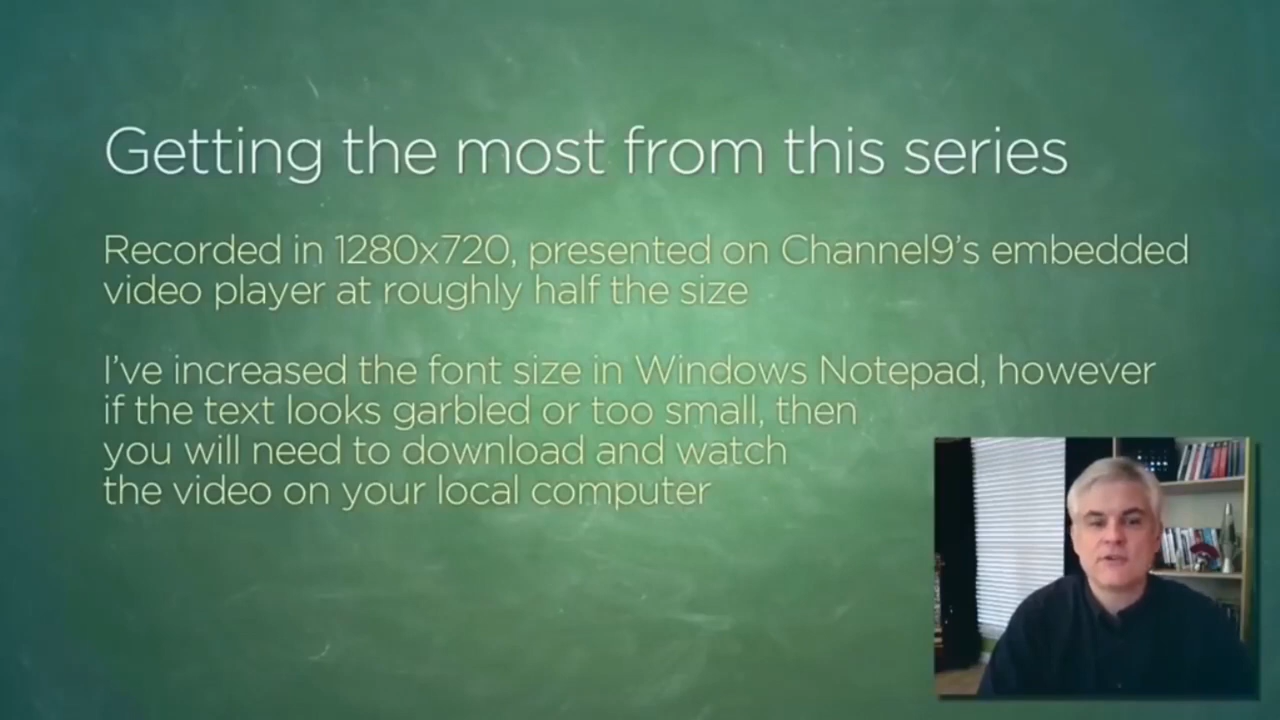 Getting the most from this series
Recorded in 1280x720, presented on Channel9's embedded
video player at roughly half the size
I've increased the font size in Windows Notepad, however
if the text looks garbled or too small, then
you will need to download and watch
the video on your local computer